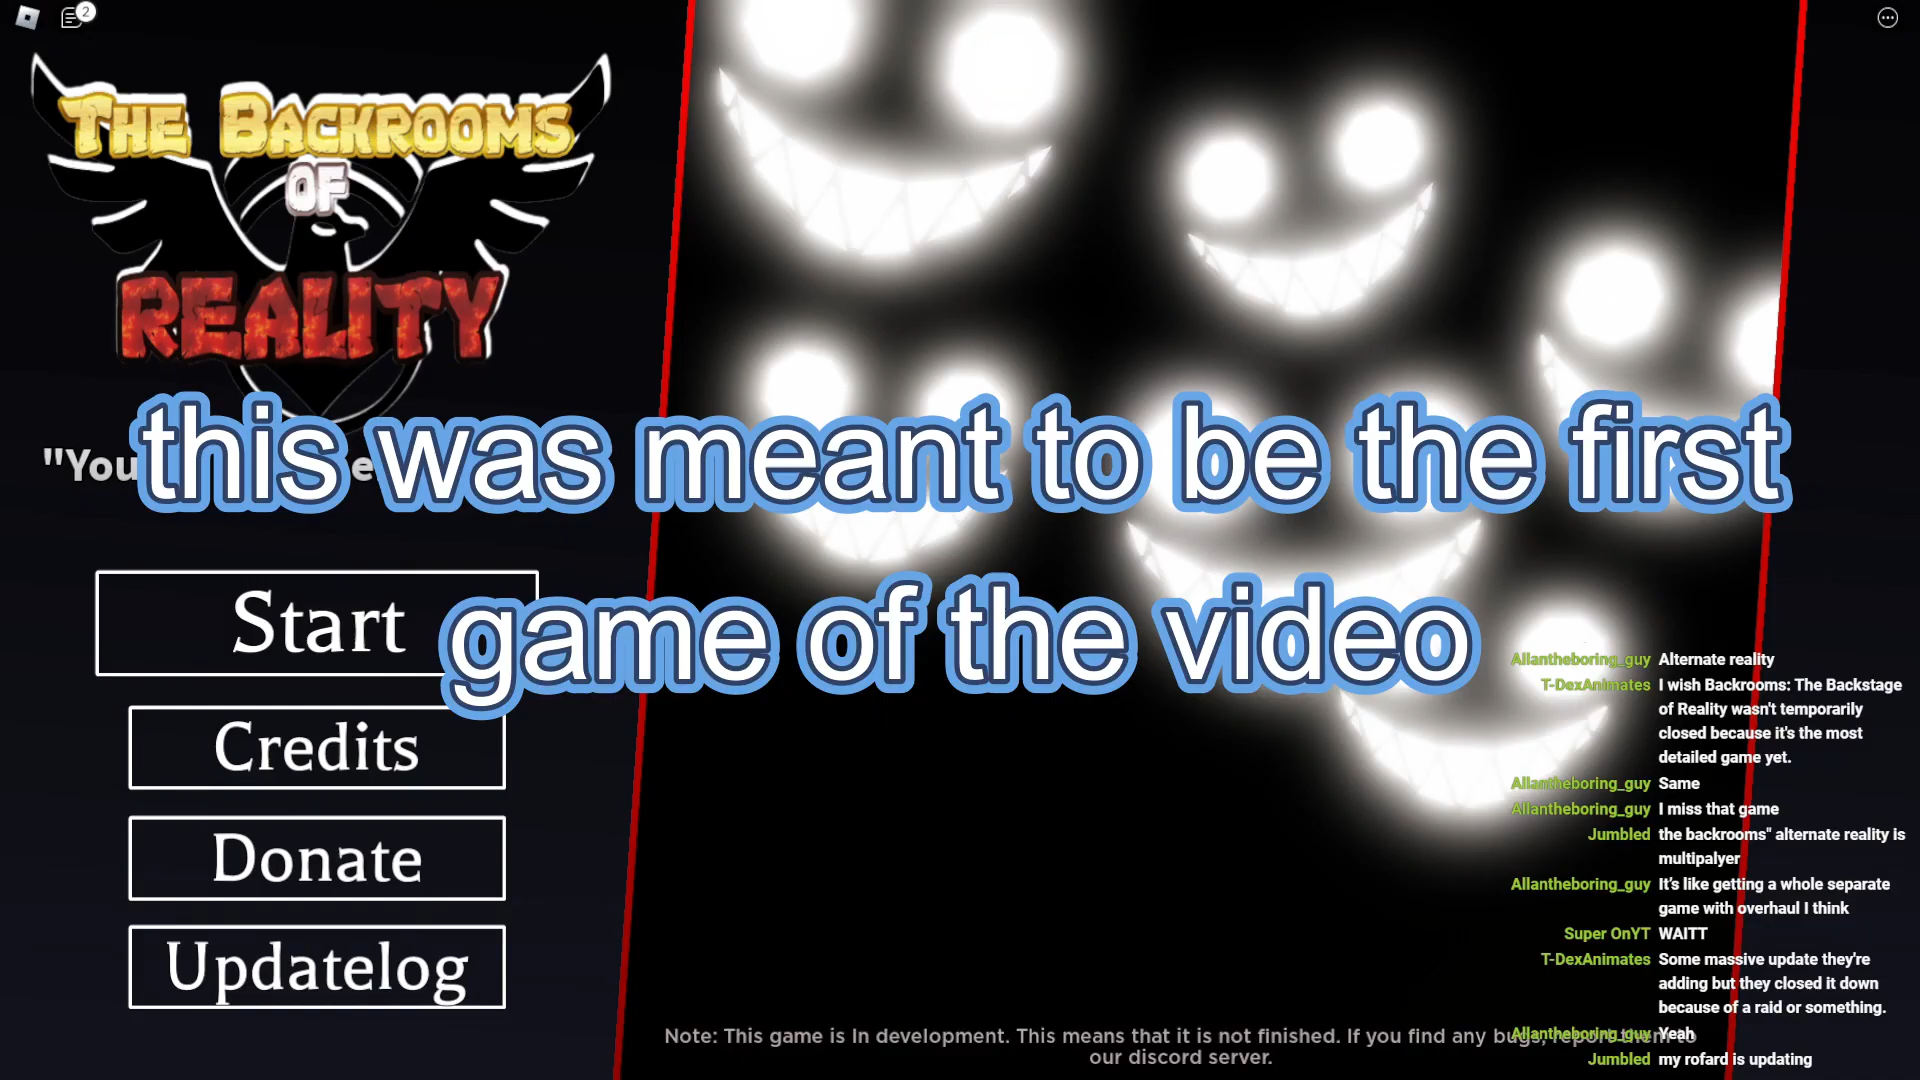 2
THE BACKROOMS
OF
REALITY
"You
this was meant to be the first
game of the video
Start
Credits
Donate
Updatelog
Allantheboring_guy Alternate reality
T-DexAnimates I wish Backrooms: The Backstage
of Reality wasn't temporarily
closed because it's the most
detailed game yet.
Allantheboring_guy Same
Allantheboring_guy I miss that game
Jumbled the backrooms" alternate reality is
multipalyer
Allantheboring_guy It's like getting a whole separate
game with overhaul I think
Super OnYT WAITT
T-DexAnimates Some massive update they're
adding but they closed it down
because of a raid or something.
Allantheboring_guy Yeah
Jumbled my rofard is updating
Note: This game is In development. This means that it is not finished. If you find any bugs, report them to
our discord server.